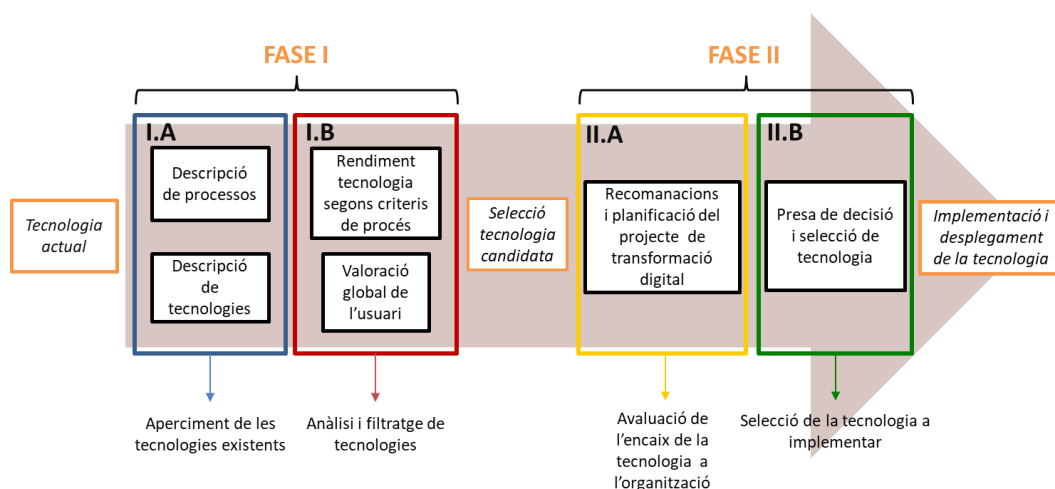 FASE I
FASE II
Tecnologia
actual
I.A
Descripció
de processos
Descripció
de
tecnologies
I.B
Rendiment
tecnologia
segons criteris
de procés
Valoració
global de
l’usuari
Selecció
tecnologia
candidata
II.A
Recomanacions
i planificació del
projecte de
transformació
digital
II.B
Presa de decisió
i selecció de
tecnologia
Implementació i
desplegament
de la tecnologia
Aperciment de les
tecnologies existents
Anàlisi i filtratge de
tecnologies
Avaluació de
l’encaix de la
tecnologia a
l’organització
Selecció de la tecnologia a
implementar